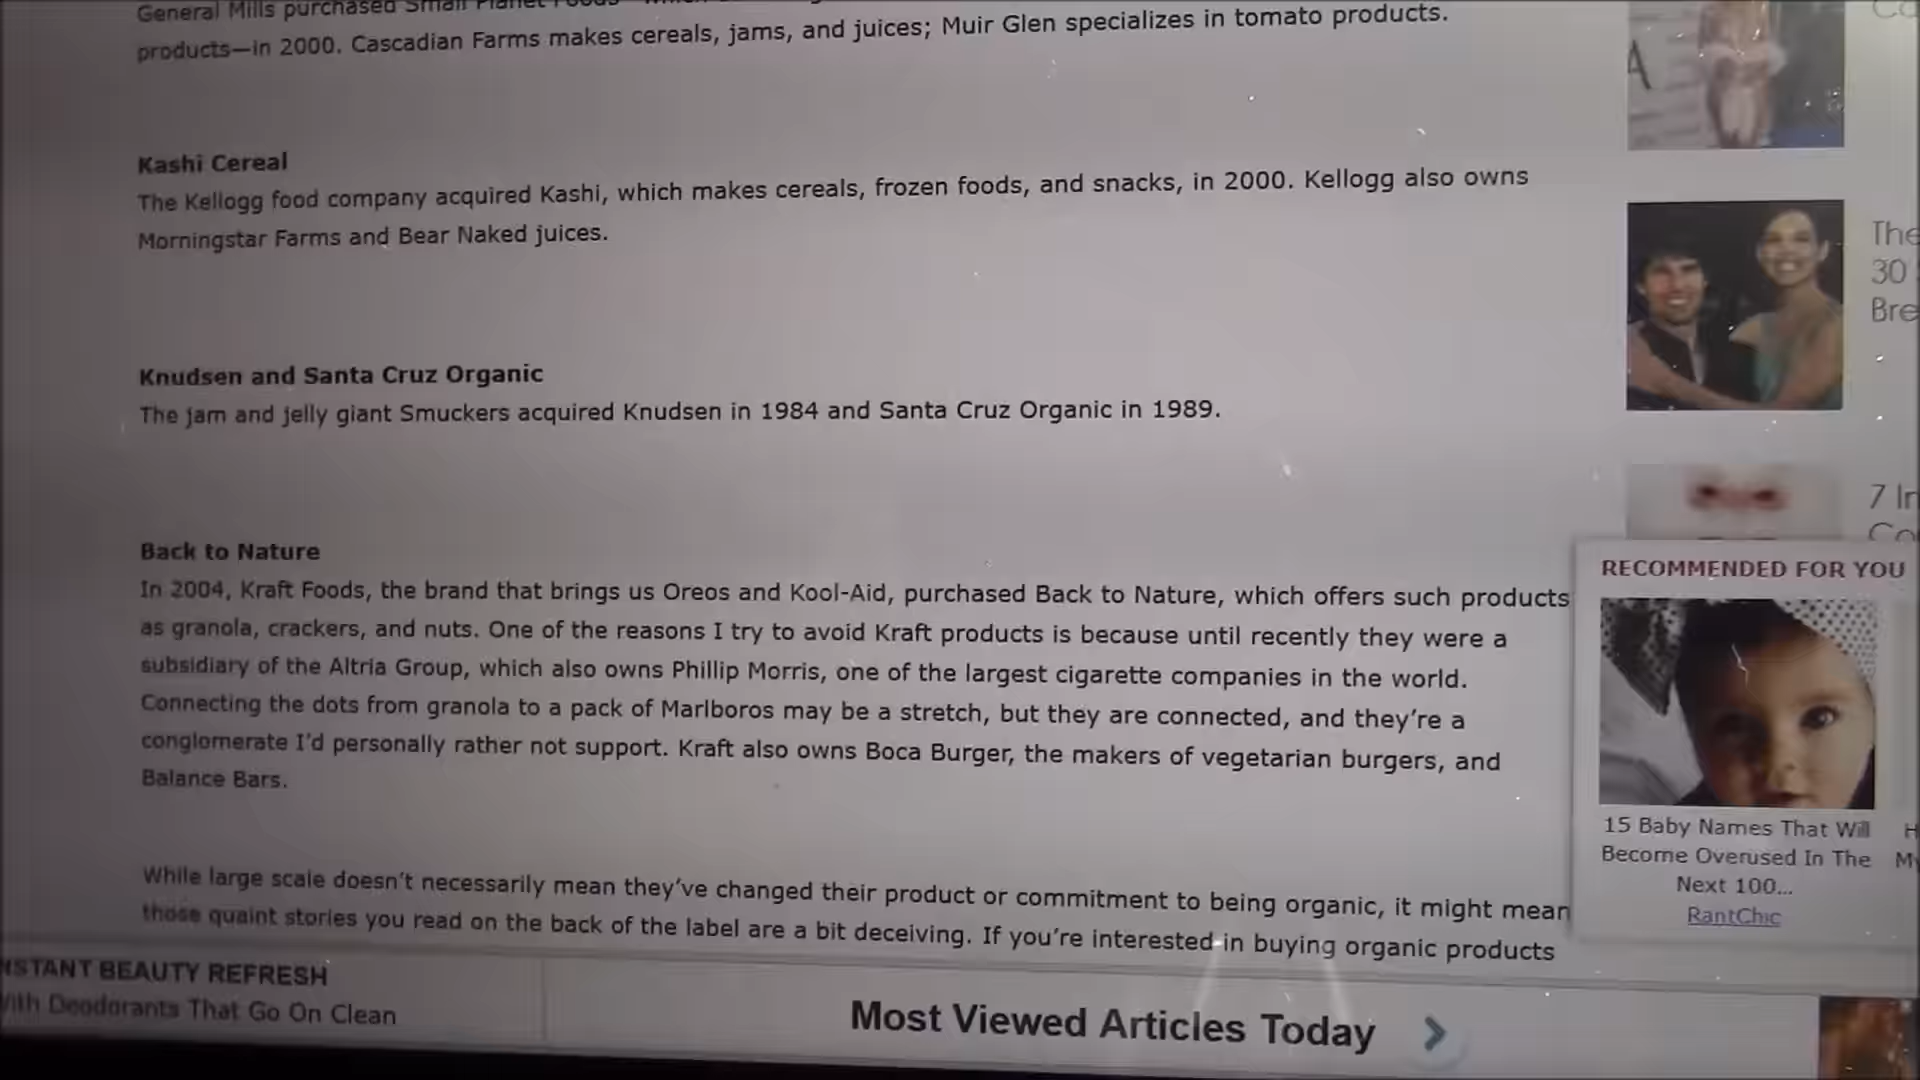 General Mills purchased Small Planet Foods
products—in 2000. Cascadian Farms makes cereals, jams, and juices; Muir Glen specializes in tomato products.
Kashi Cereal
The Kellogg food company acquired Kashi, which makes cereals, frozen foods, and snacks, in 2000. Kellogg also owns
Morningstar Farms and Bear Naked juices.
Knudsen and Santa Cruz Organic
The jam and jelly giant Smuckers acquired Knudsen in 1984 and Santa Cruz Organic in 1989.
Back to Nature
In 2004, Kraft Foods, the brand that brings us Oreos and Kool-Aid, purchased Back to Nature, which offers such products
as granola, crackers, and nuts. One of the reasons I try to avoid Kraft products is because until recently they were a
subsidiary of the Altria Group, which also owns Phillip Morris, one of the largest cigarette companies in the world.
Connecting the dots from granola to a pack of Marlboros may be a stretch, but they are connected, and they're a
conglomerate I'd personally rather not support. Kraft also owns Boca Burger, the makers of vegetarian burgers, and
Balance Bars.
While large scale doesn't necessarily mean they've changed their product or commitment to being organic, it might mean
those quaint stories you read on the back of the label are a bit deceiving. If you're interested in buying organic products
A
The
30
Bre
7 In
Co
RECOMMENDED FOR YOU
15 Baby Names That Will
Become Overused In The
Next 100...
RantChic
H
My
NSTANT BEAUTY REFRESH
With Deodorants That Go On Clean
Most Viewed Articles Today